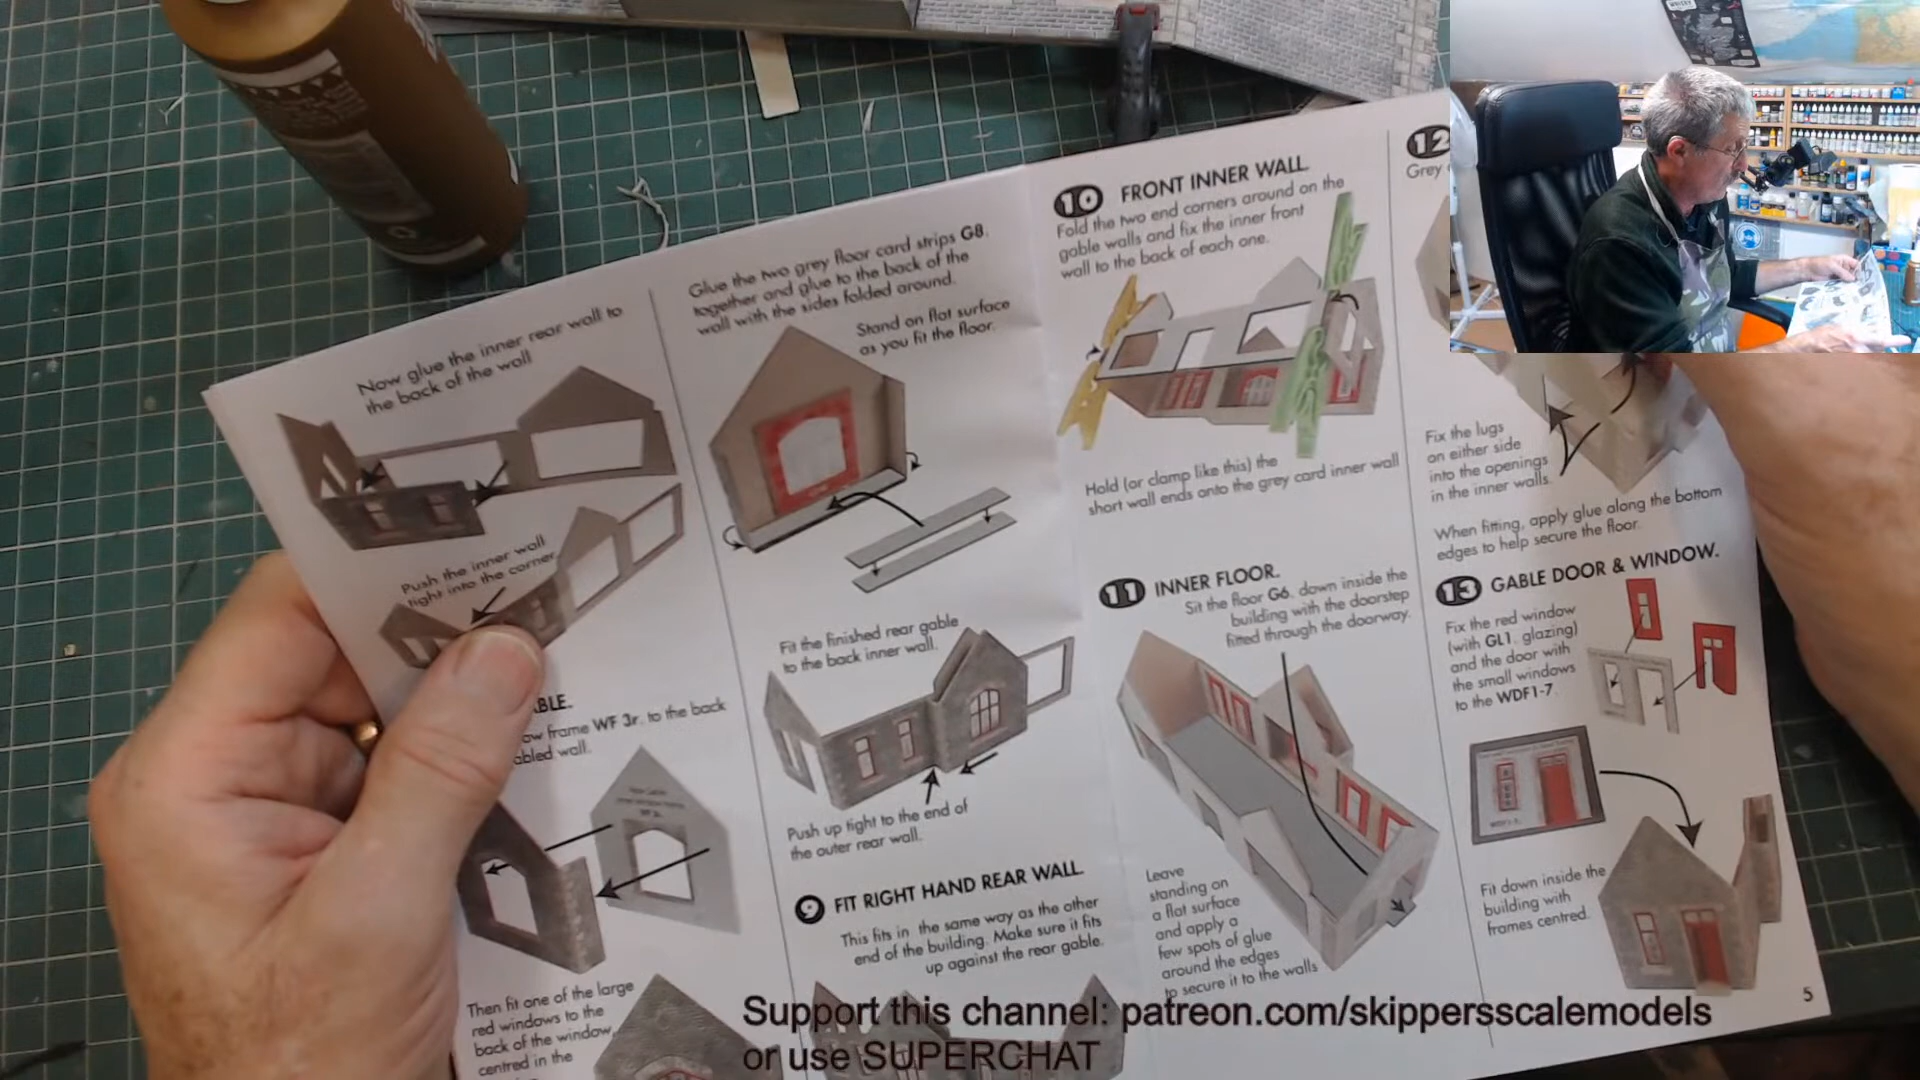 Now glue the inner rear wall to
the back of the wall
Push the inner wall
tight into the corner
ABLE.
ow frame WF 3r. to the back
abled wall.
Then fit one of the large
red windows to the
back of the window,
centred in the
Glue the two grey floor card strips G8.
together and glue to the back of the
wall with the sides folded around.
Stand on flat surface
as you fit the floor.
Fit the finished rear gable
to the back inner wall.
Push up tight to the end of
the outer rear wall.
9 FIT RIGHT HAND REAR WALL.
This fits in the same way as the other
end of the building. Make sure it fits
up against the rear gable.
10 FRONT INNER WALL
Fold the two end corners around on the
gable walls and fix the inner front
wall to the back of each one.
Hold (or clamp like this) the
short wall ends onto the grey card inner wall
11 INNER FLOOR.
Sit the floor G6. down inside the
building with the doorstep
fitted through the doorway.
Leave
standing on
a flat surface
and apply a
few spots of glue
around the edges
to secure it to the walls
12
Grey
Fix the lugs
on either side
into the openings
in the inner walls.
When fitting, apply glue along the bottom
edges to help secure the floor.
13 GABLE DOOR & WINDOW.
Fix the red window
(with GL1. glazing)
and the door with
the small windows
to the WDF1-7.
Fit down inside the
building with
frames centred.
5
Support this channel: patreon.com/skippersscalemodels
or use SUPERCHAT